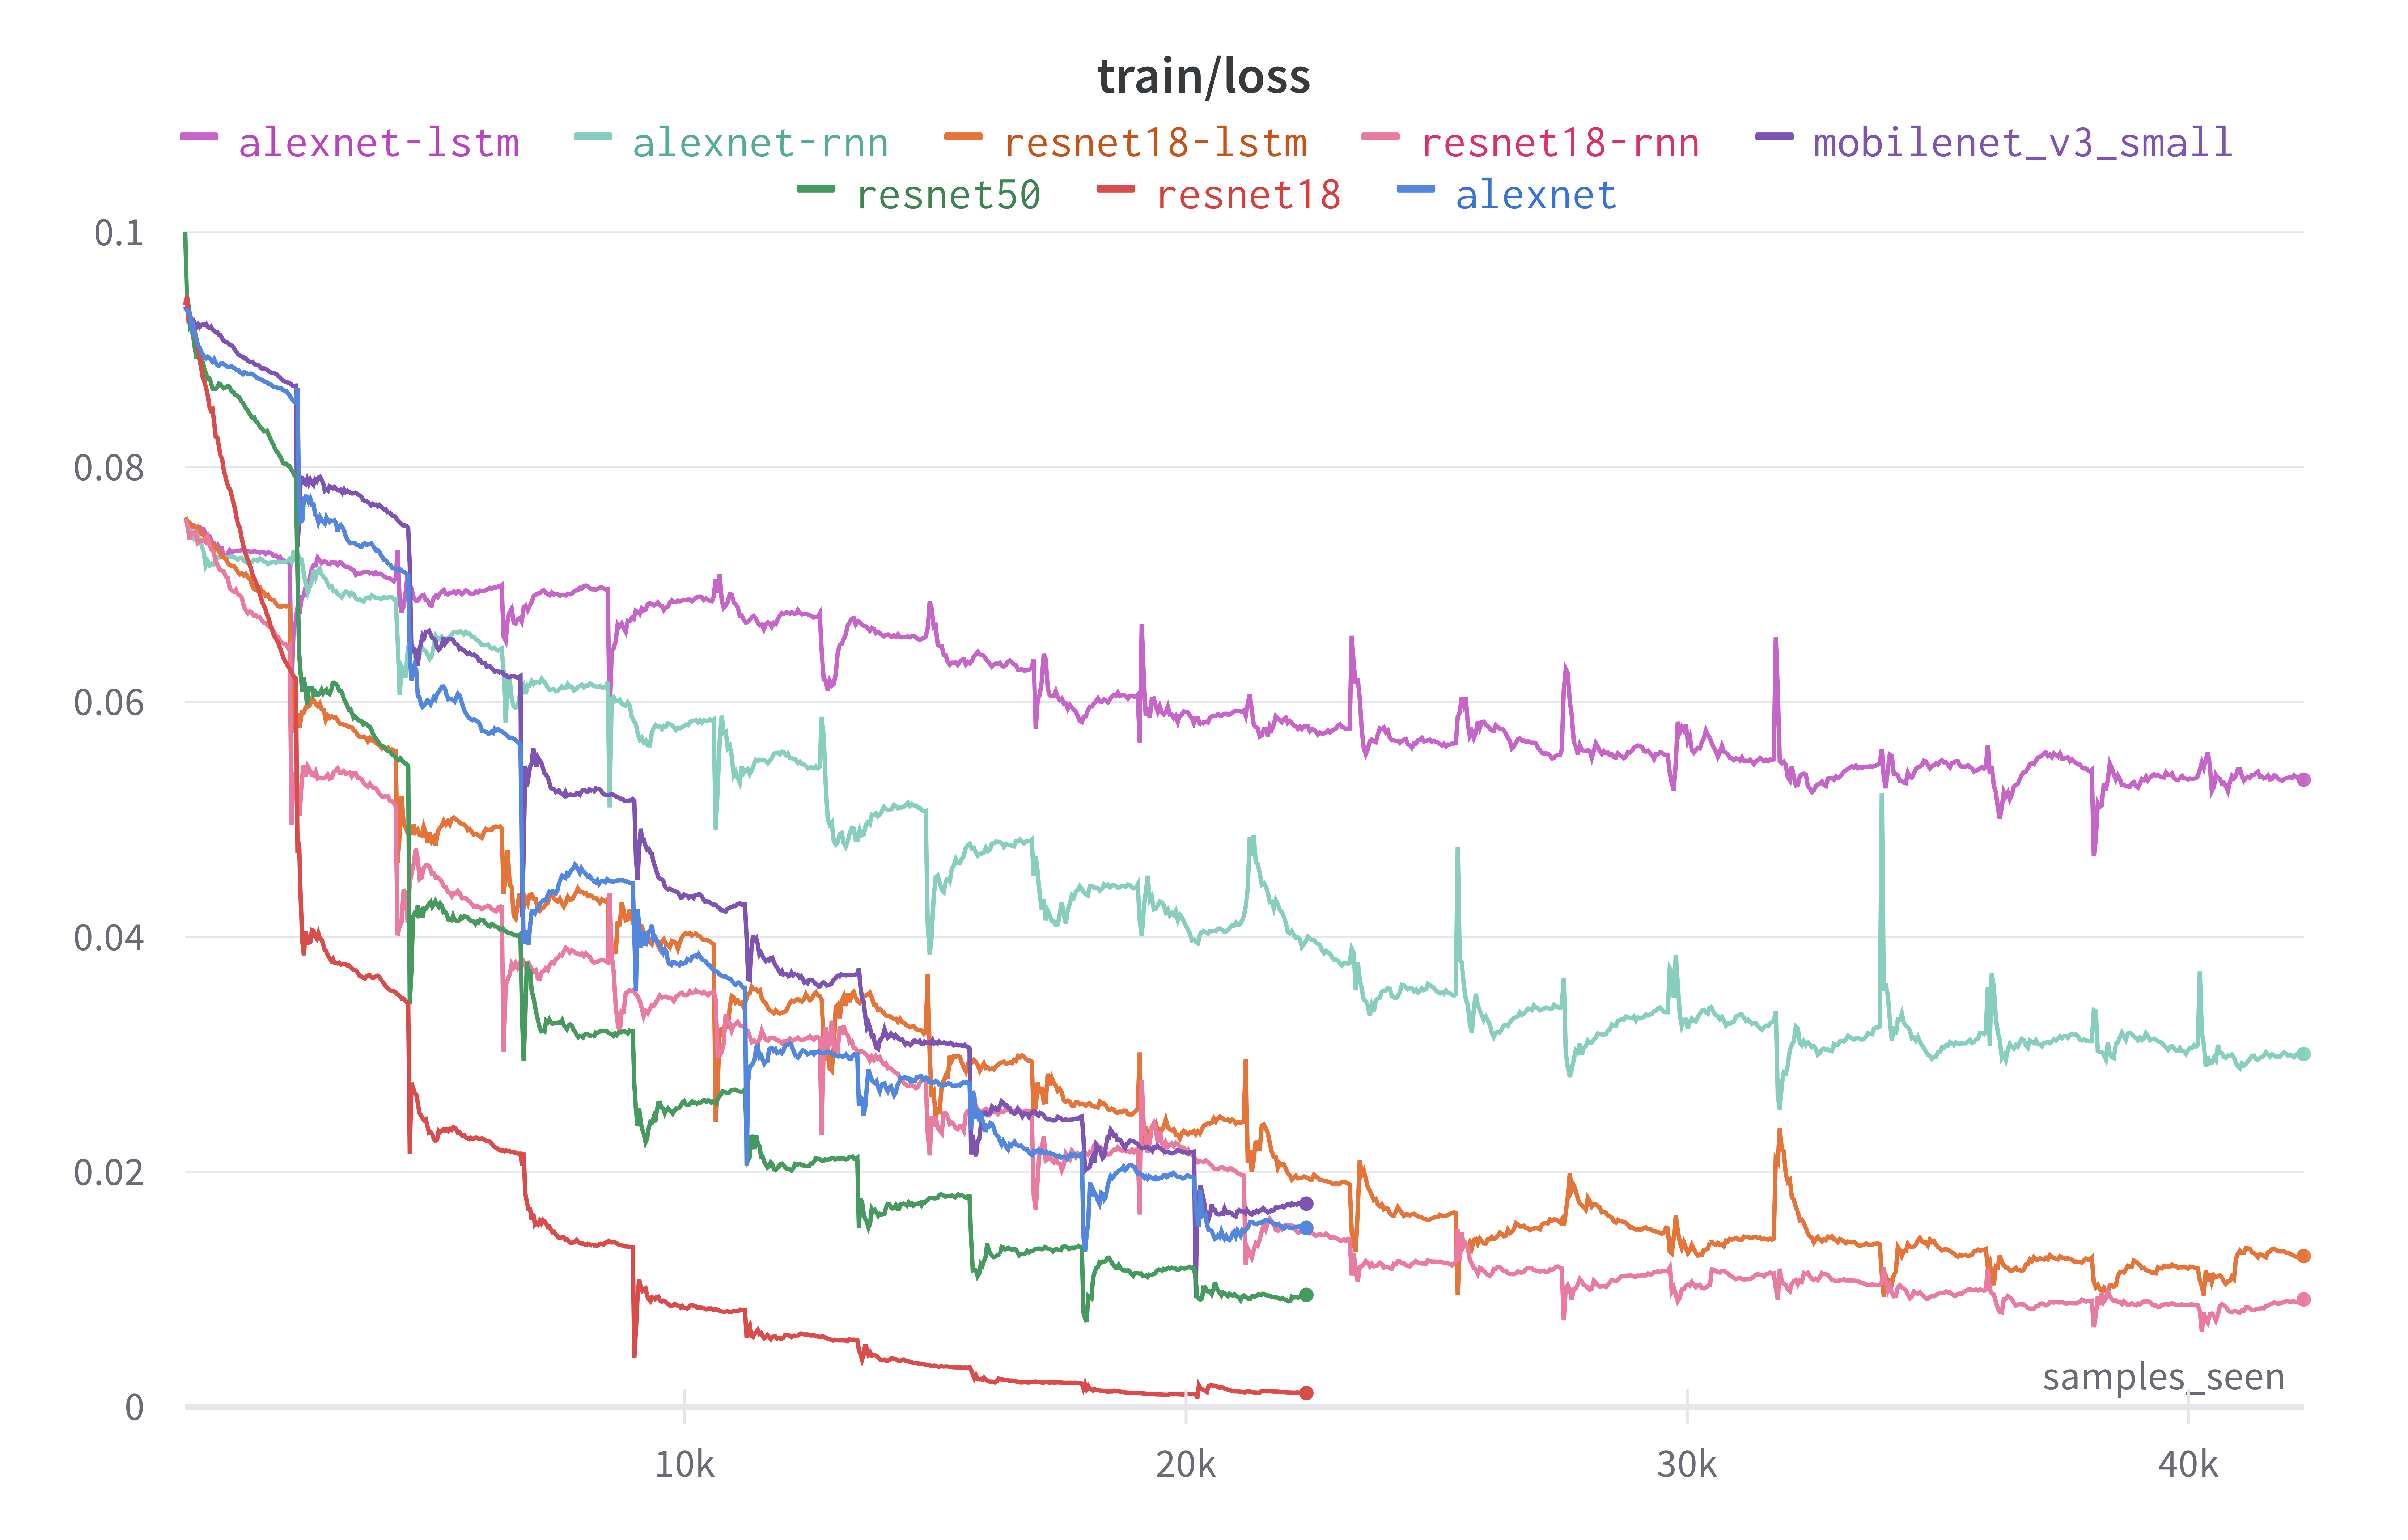 train/loss
alexnet-lstm alexnet-rnn resnet18-lstm resnet18-rnn mobilenet_v3_small
resnet50 resnet18 alexnet
0.1
0.08
0.06
0.04
0.02
samples_seen
0
10k 20k 30k 40k